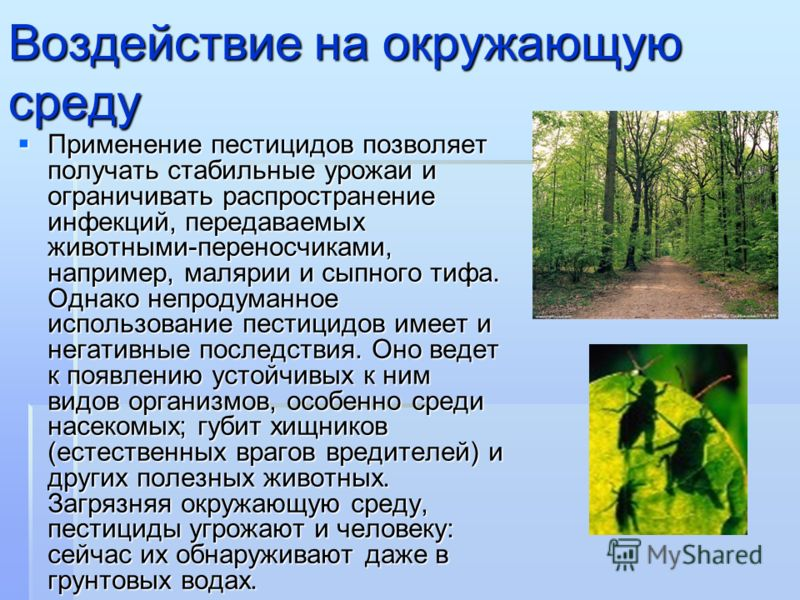 Воздействие на окружающую
среду
Применение пестицидов позволяет
получать стабильные урожаи и
ограничивать распространение
инфекций, передаваемых
животными-переносчиками,
например, малярии и сыпного тифа.
Однако непродуманное
использование пестицидов имеет и
негативные последствия. Оно ведет
к появлению устойчивых к ним
видов организмов, особенно среди
насекомых; губит хищников
(естественных врагов вредителей) и
других полезных животных.
Загрязняя окружающую среду,
пестициды угрожают и человеку:
сейчас их обнаруживают даже в
грунтовых водах.
MyShared